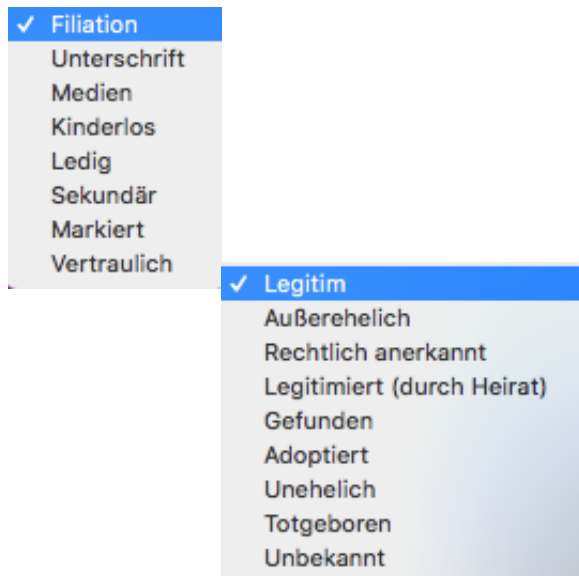 ✓ Filiation
Unterschrift
Medien
Kinderlos
Ledig
Sekundär
Markiert
Vertraulich
✓ Legitim
Außerehelich
Rechtlich anerkannt
Legitimiert (durch Heirat)
Gefunden
Adoptiert
Unehelich
Totgeboren
Unbekannt